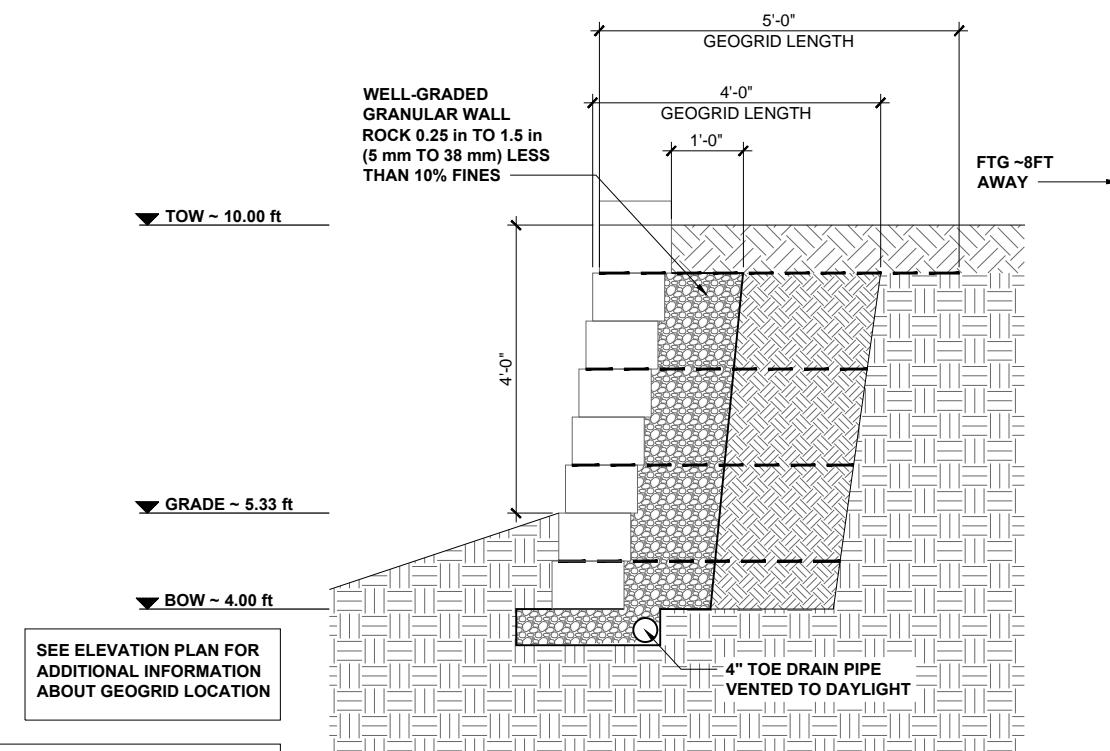 5'-0"
GEOGRID LENGTH
WELL-GRADED
GRANULAR WALL
ROCK 0.25 in TO 1.5 in
(5 mm TO 38 mm) LESS
THAN 10% FINES
4'-0"
GEOGRID LENGTH
1'-0"
FTG ~8FT
AWAY
TOW ~ 10.00 ft
4'-0"
GRADE ~ 5.33 ft
BOW ~ 4.00 ft
SEE ELEVATION PLAN FOR
ADDITIONAL INFORMATION
ABOUT GEOGRID LOCATION
4" TOE DRAIN PIPE
VENTED TO DAYLIGHT